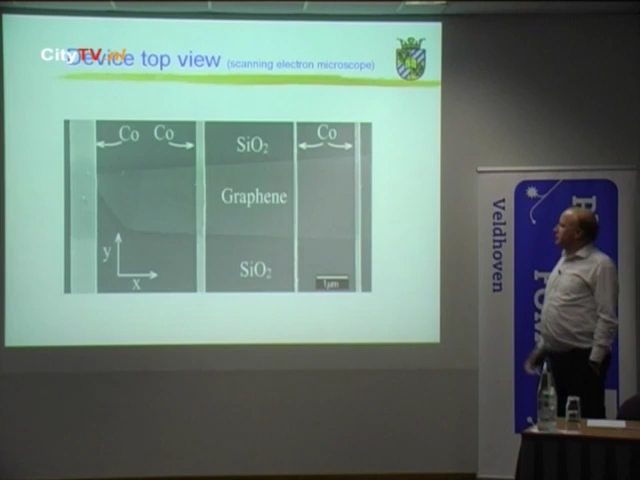 CityTV.nl
Device top view (scanning electron microscope)
Co Co
SiO₂
Co
Graphene
y
x
SiO₂
1µm
Veldhoven